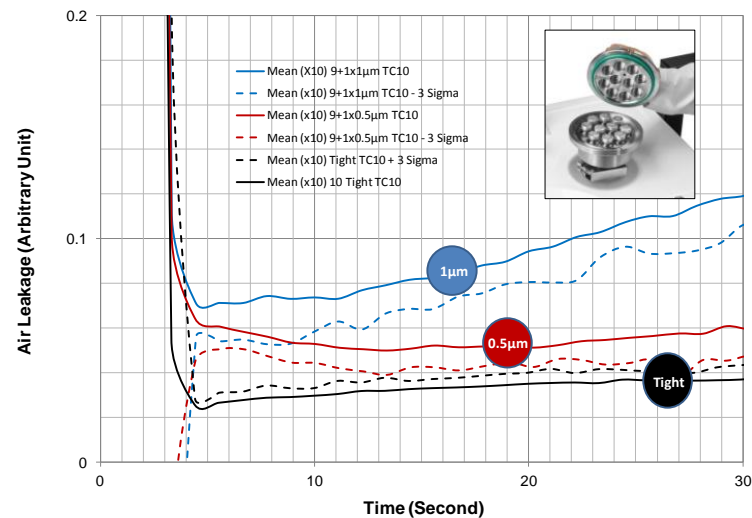 0.2
0.1
0
0
10
20
30
Air Leakage (Arbitrary Unit)
Time (Second)
Mean (X10) 9+1x1µm TC10
Mean (x10) 9+1x1µm TC10 - 3 Sigma
Mean (x10) 9+1x0.5µm TC10
Mean (x10) 9+1x0.5µm TC10 - 3 Sigma
Mean (x10) Tight TC10 + 3 Sigma
Mean (x10) 10 Tight TC10
1µm
0.5µm
Tight